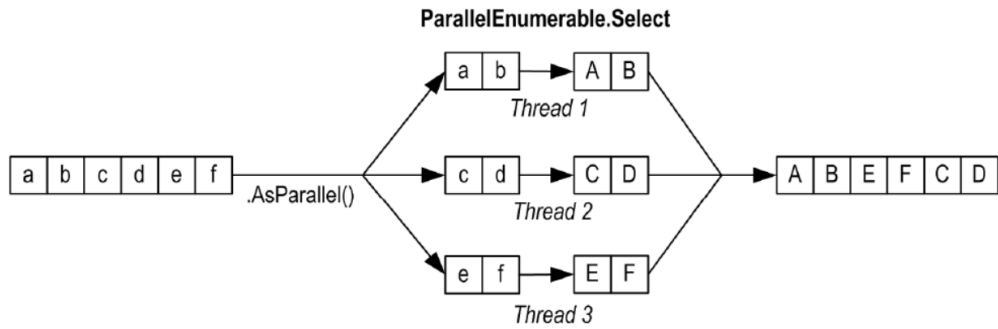 ParallelEnumerable.Select
a b A B
Thread 1
a b c d e f .AsParallel() c d C D A B E F C D
Thread 2
e f E F
Thread 3